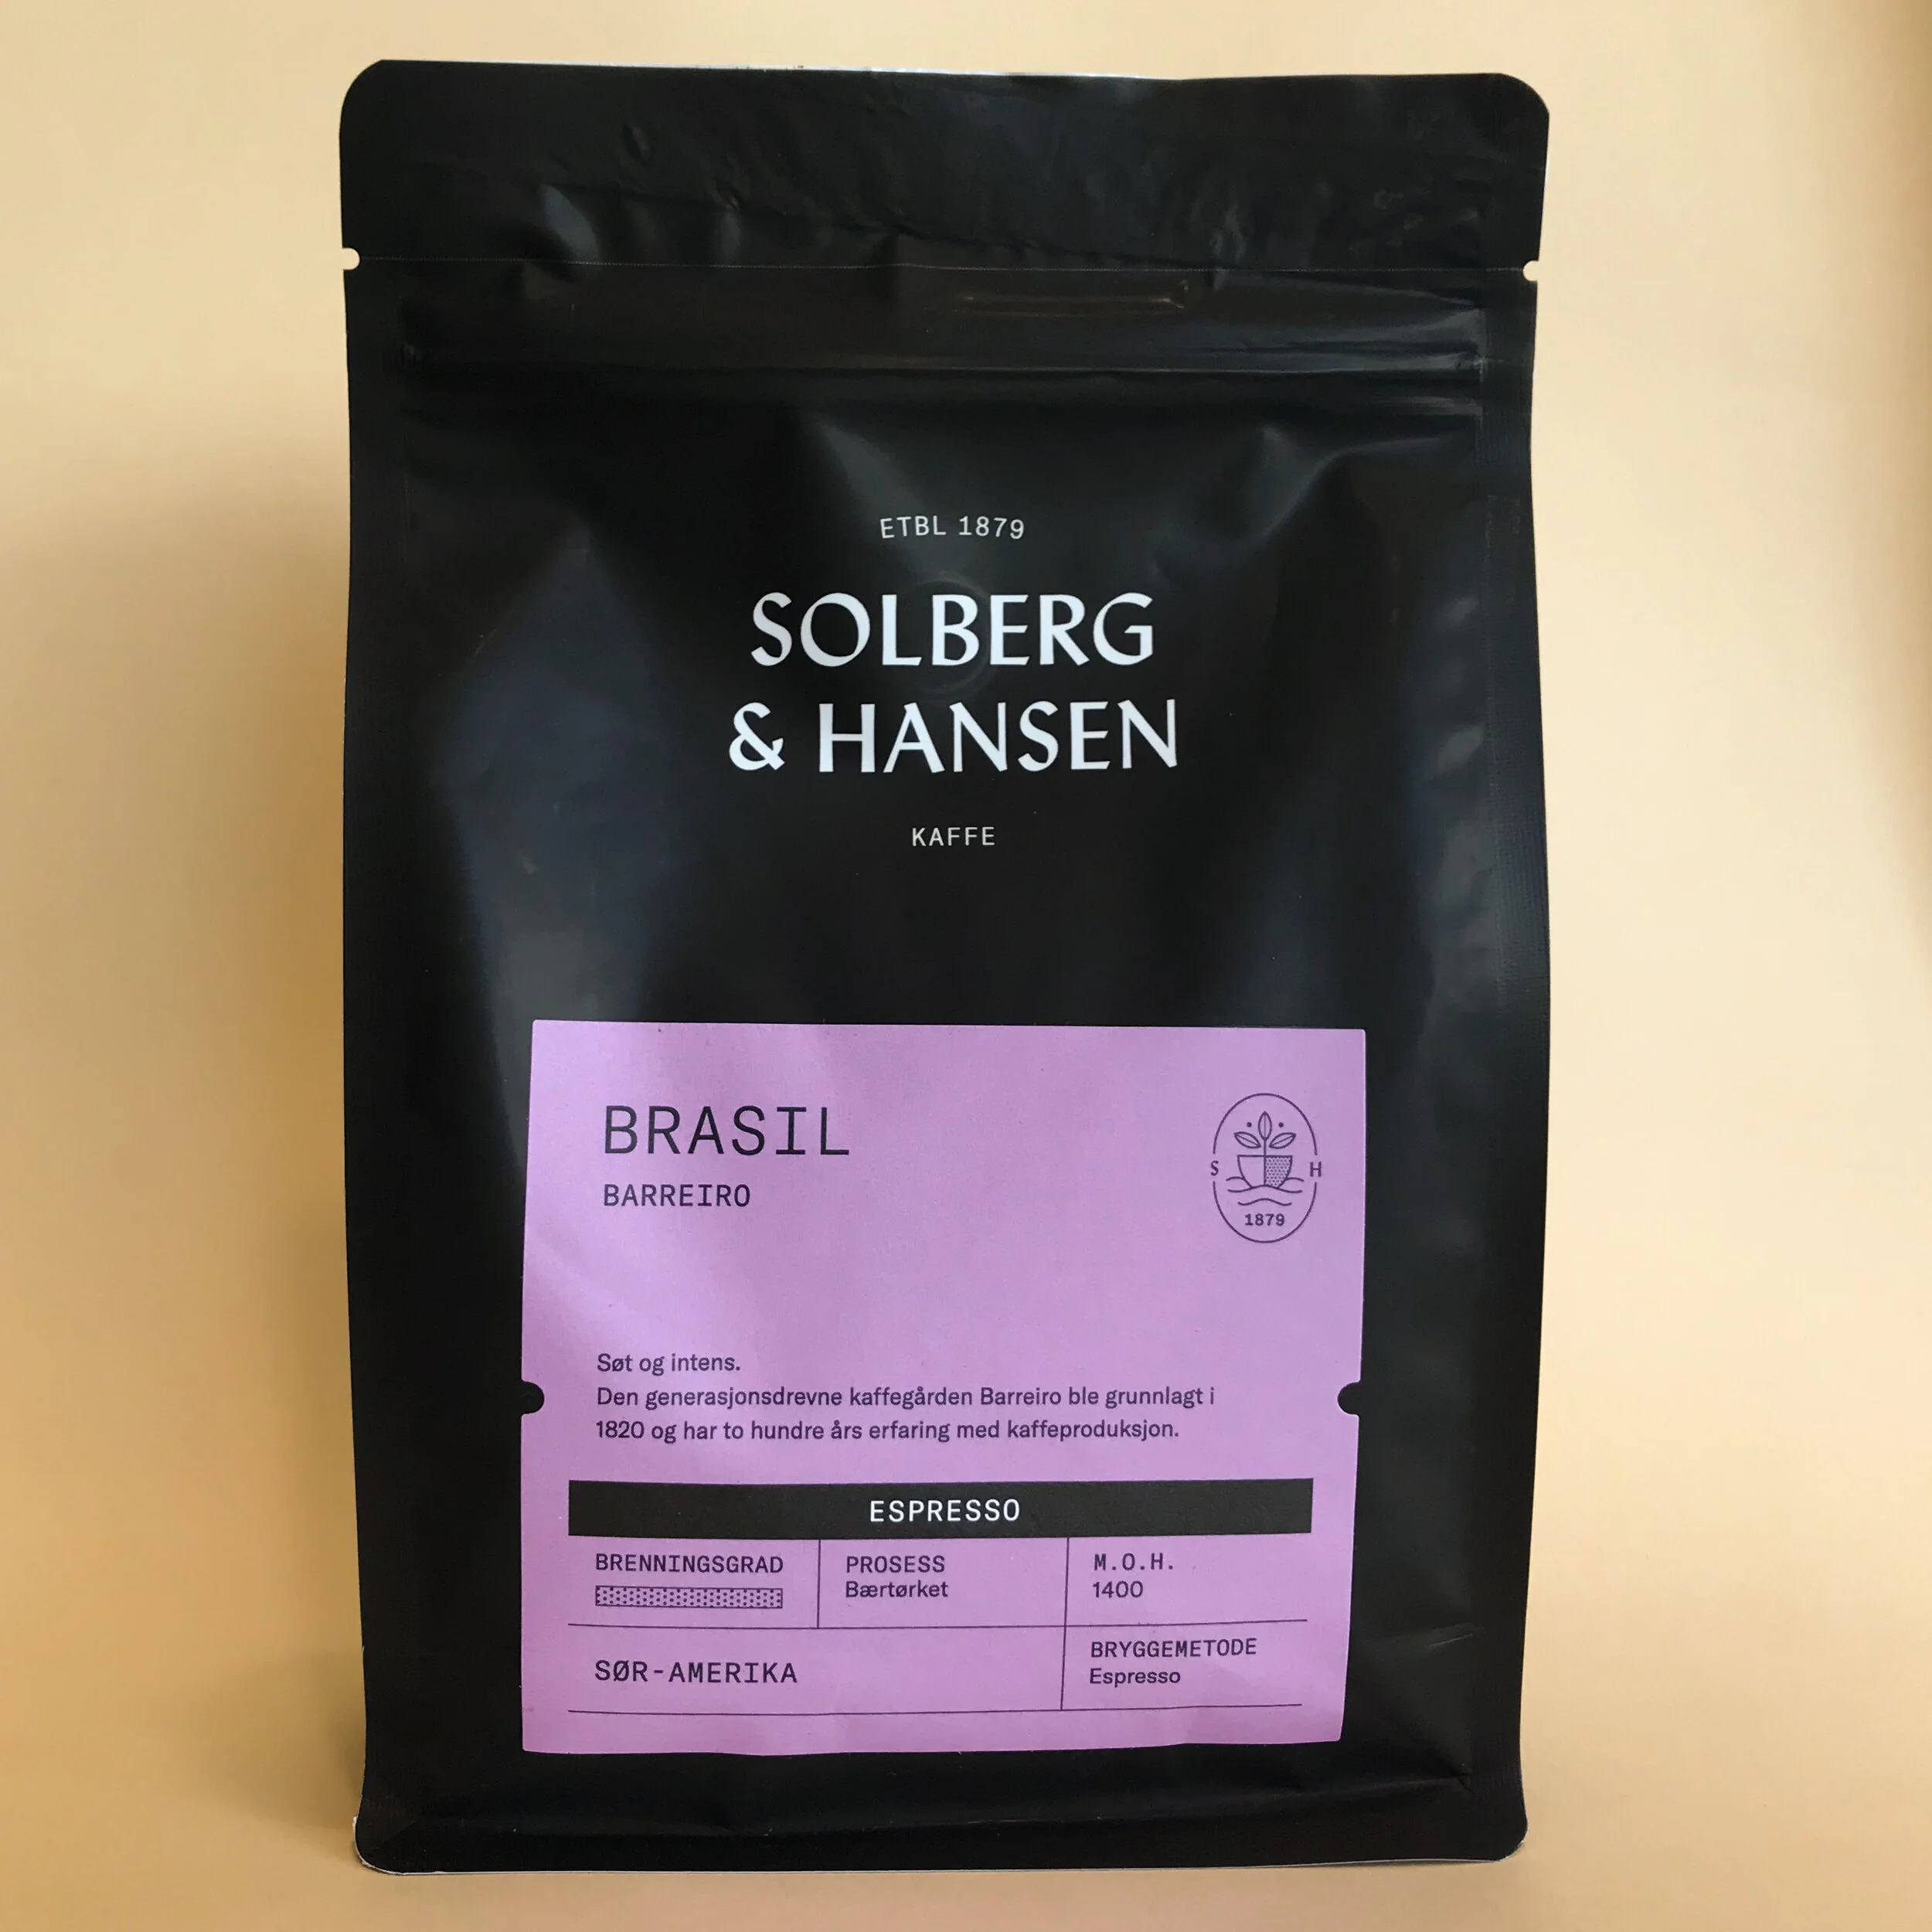 ETBL 1879
SOLBERG
& HANSEN
KAFFE
BRASIL
BARREIRO
S H
1879
Søt og intens.
Den generasjonsdrevne kaffegården Barreiro ble grunnlagt i
1820 og har to hundre års erfaring med kaffeproduksjon.
ESPRESSO
BRENNINGSGRAD
PROSESS
Bærtørket
M.O.H.
1400
SØR-AMERIKA
BRYGGEMETODE
Espresso